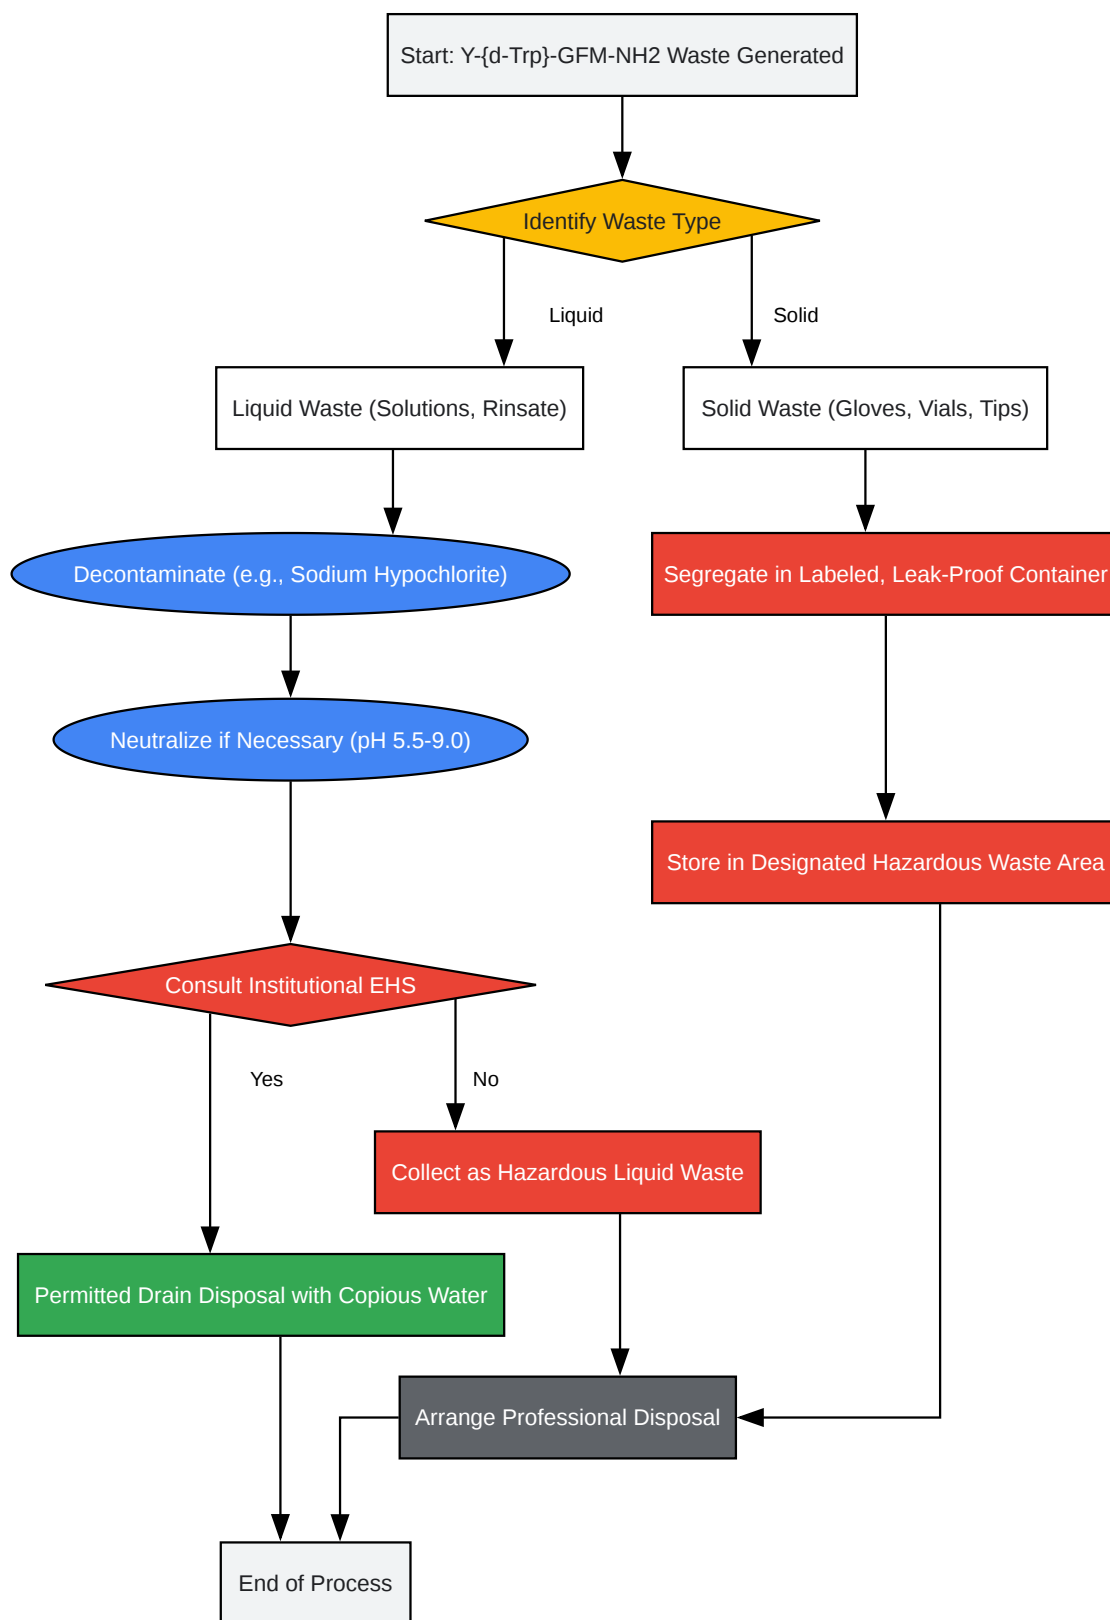 Start: Y-{d-Trp}-GFM-NH2 Waste Generated
Identify Waste Type
Liquid
Solid
Liquid Waste (Solutions, Rinsate)
Solid Waste (Gloves, Vials, Tips)
Decontaminate (e.g., Sodium Hypochlorite)
Segregate in Labeled, Leak-Proof Container
Neutralize if Necessary (pH 5.5-9.0)
Store in Designated Hazardous Waste Area
Consult Institutional EHS
Yes
No
Collect as Hazardous Liquid Waste
Permitted Drain Disposal with Copious Water
Arrange Professional Disposal
End of Process